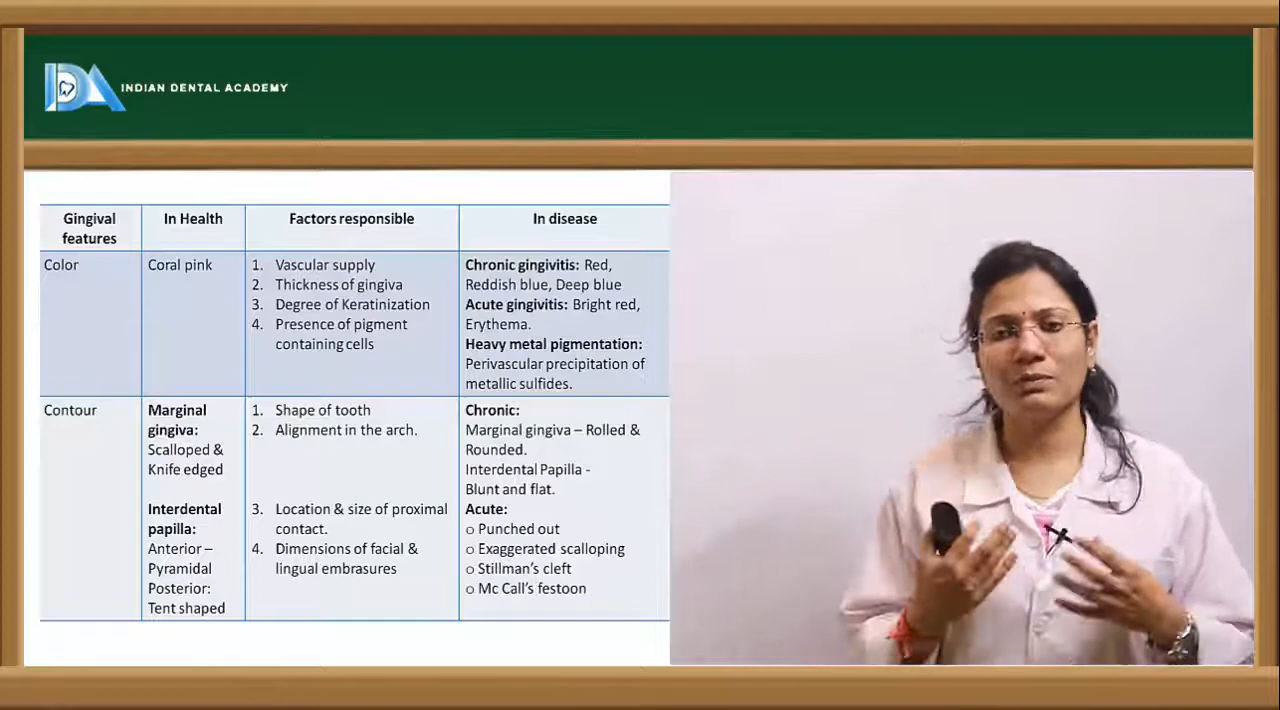 INDIAN DENTAL ACADEMY
Gingival
features
In Health
Factors responsible
In disease
Color
Coral pink
1. Vascular supply
2. Thickness of gingiva
3. Degree of Keratinization
4. Presence of pigment
containing cells
Chronic gingivitis: Red,
Reddish blue, Deep blue
Acute gingivitis: Bright red,
Erythema.
Heavy metal pigmentation:
Perivascular precipitation of
metallic sulfides.
Contour
Marginal
gingiva:
Scalloped &
Knife edged
Interdental
papilla:
Anterior –
Pyramidal
Posterior:
Tent shaped
1. Shape of tooth
2. Alignment in the arch.
3. Location & size of proximal
contact.
4. Dimensions of facial &
lingual embrasures
Chronic:
Marginal gingiva – Rolled &
Rounded.
Interdental Papilla -
Blunt and flat.
Acute:
o Punched out
o Exaggerated scalloping
o Stillman's cleft
o Mc Call's festoon